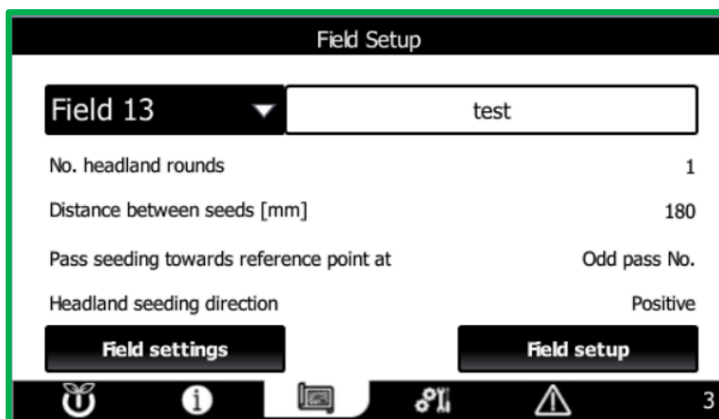 Field Setup
Field 13 test
No. headland rounds 1
Distance between seeds [mm] 180
Pass seeding towards reference point at Odd pass No.
Headland seeding direction Positive
Field settings Field setup
3